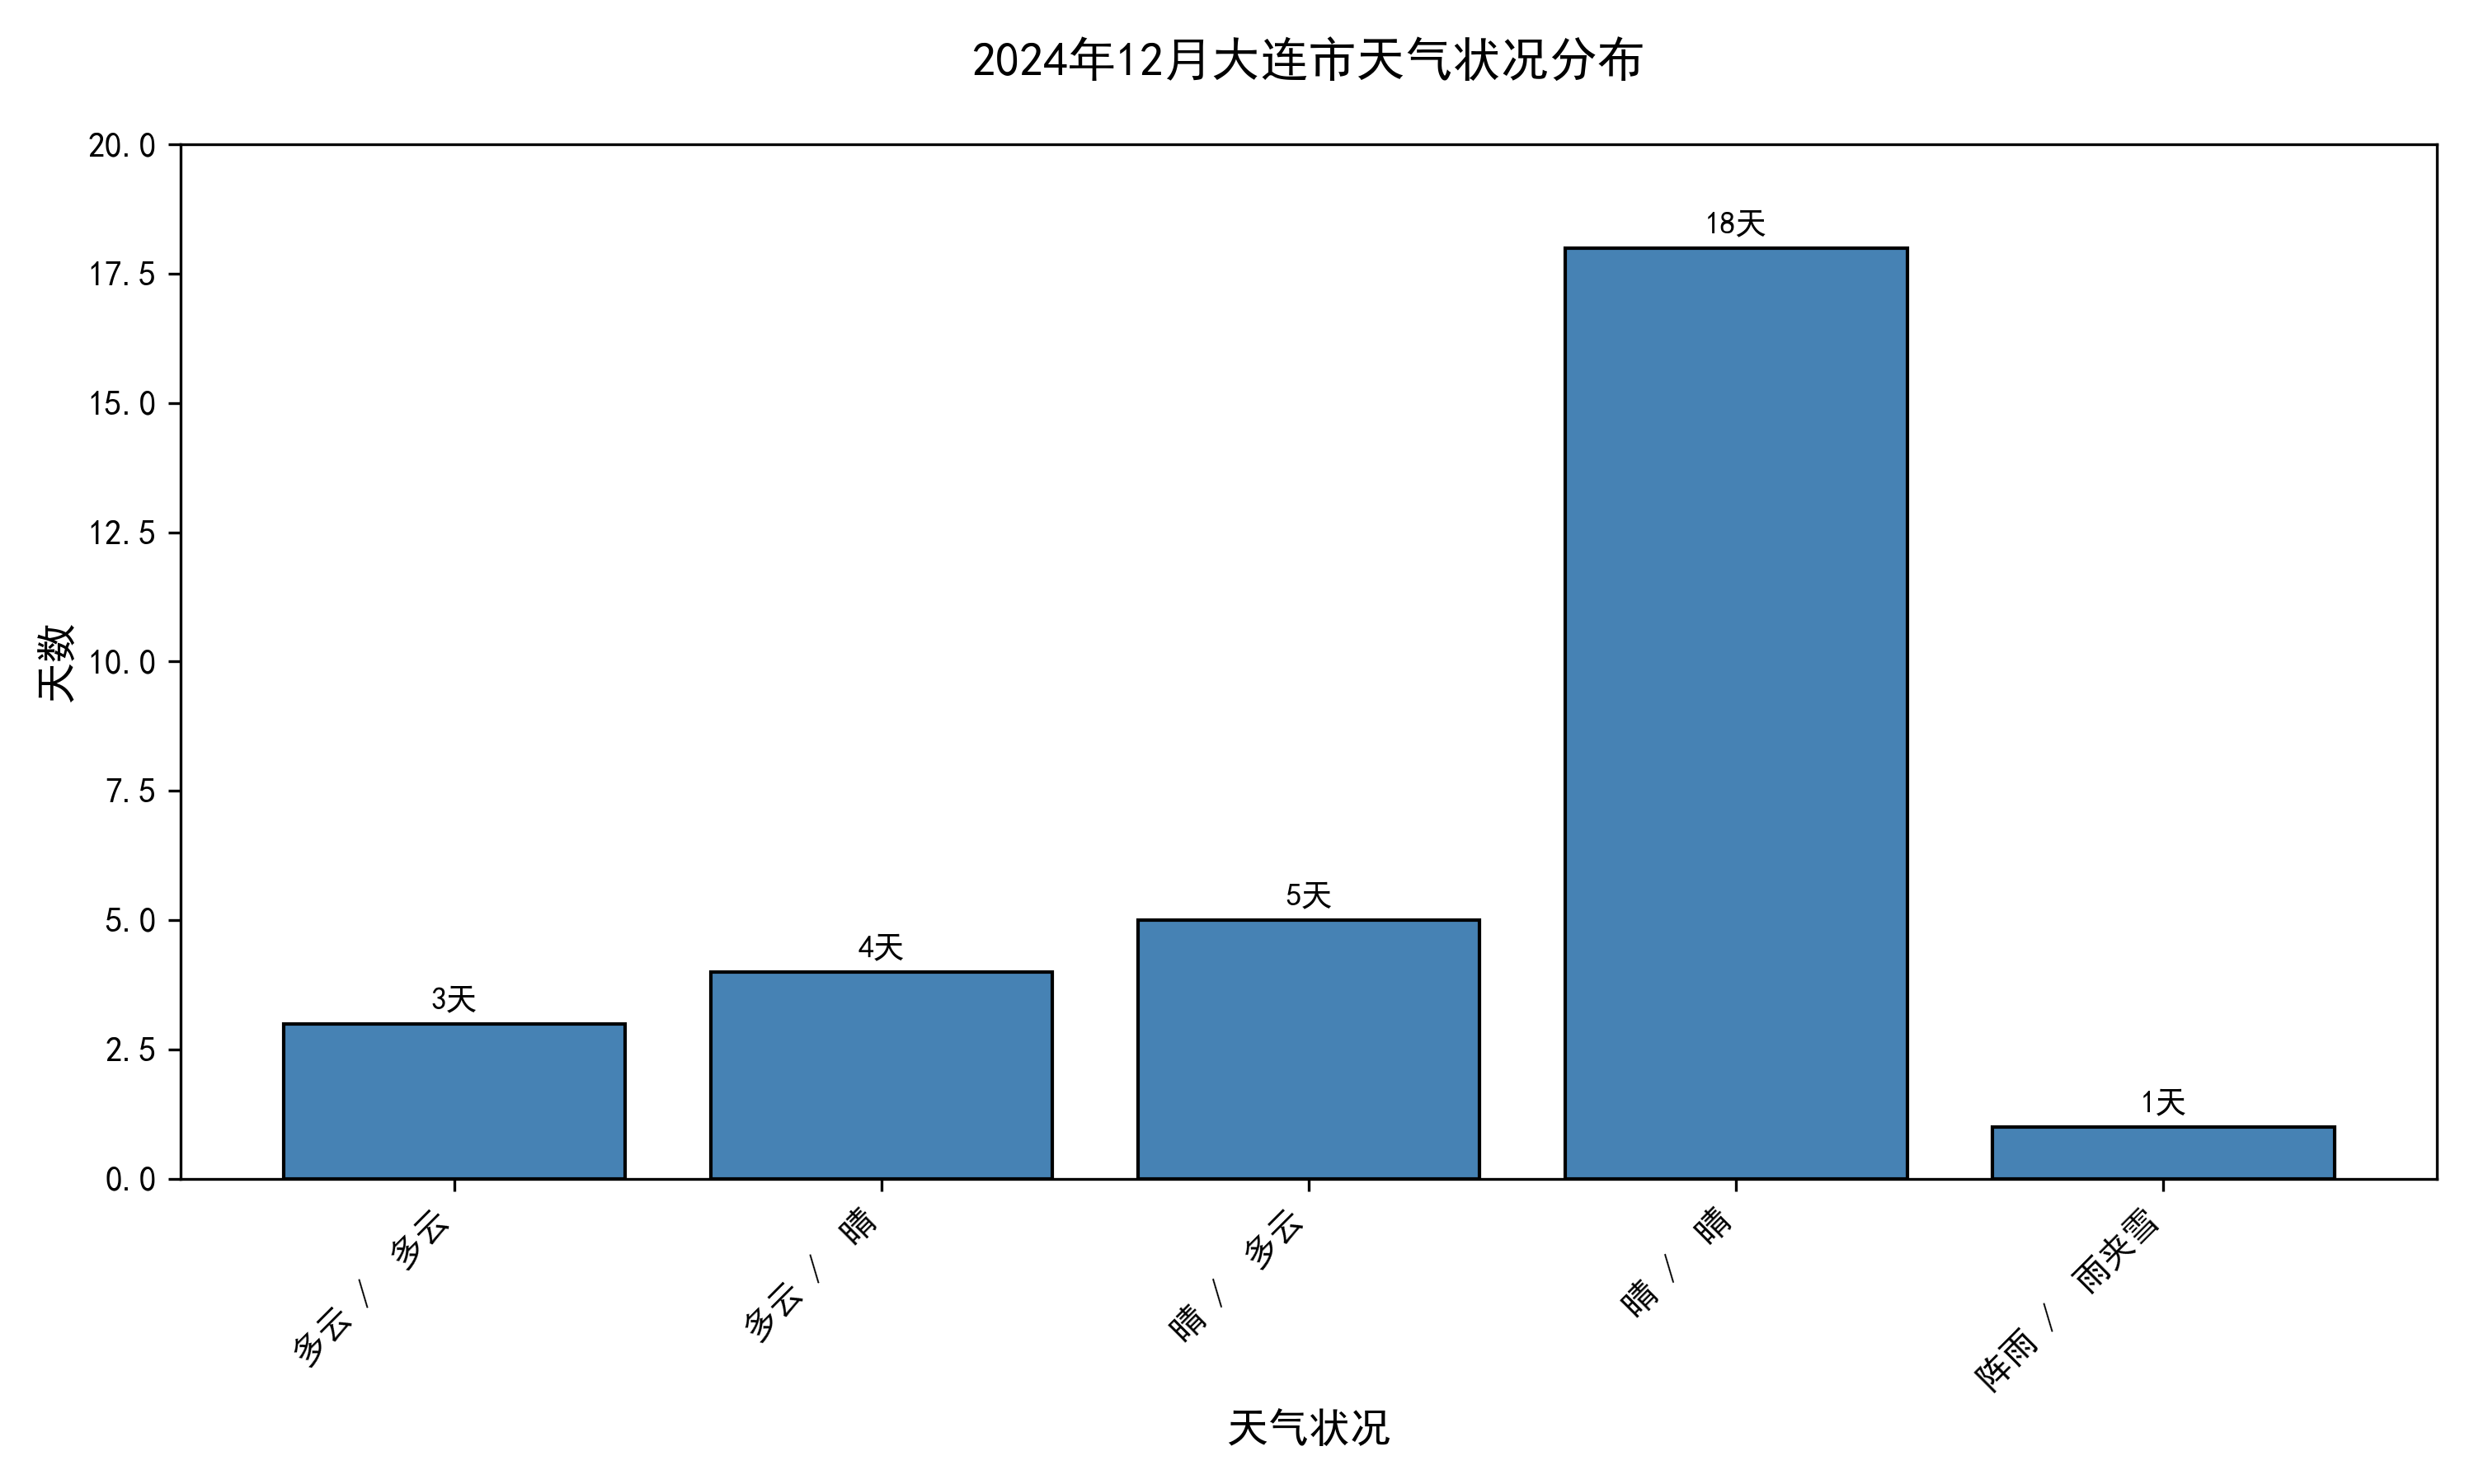 2024年12月大连市天气状况分布
天数
20.0
17.5
15.0
12.5
10.0
7.5
5.0
2.5
0.0
3天
4天
5天
18天
1天
多云 / 多云
多云 / 晴
晴 / 多云
晴 / 晴
阵雨 / 雨夹雪
天气状况